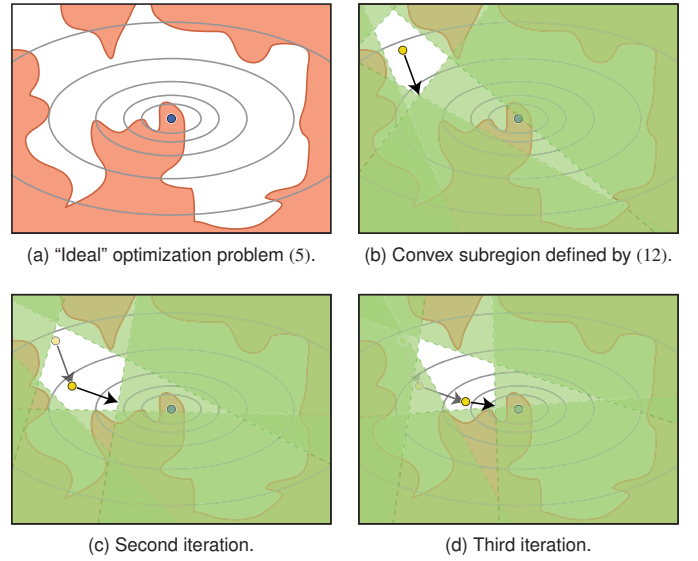 (a) “Ideal” optimization problem (5).
(b) Convex subregion defined by (12).
(c) Second iteration.
(d) Third iteration.